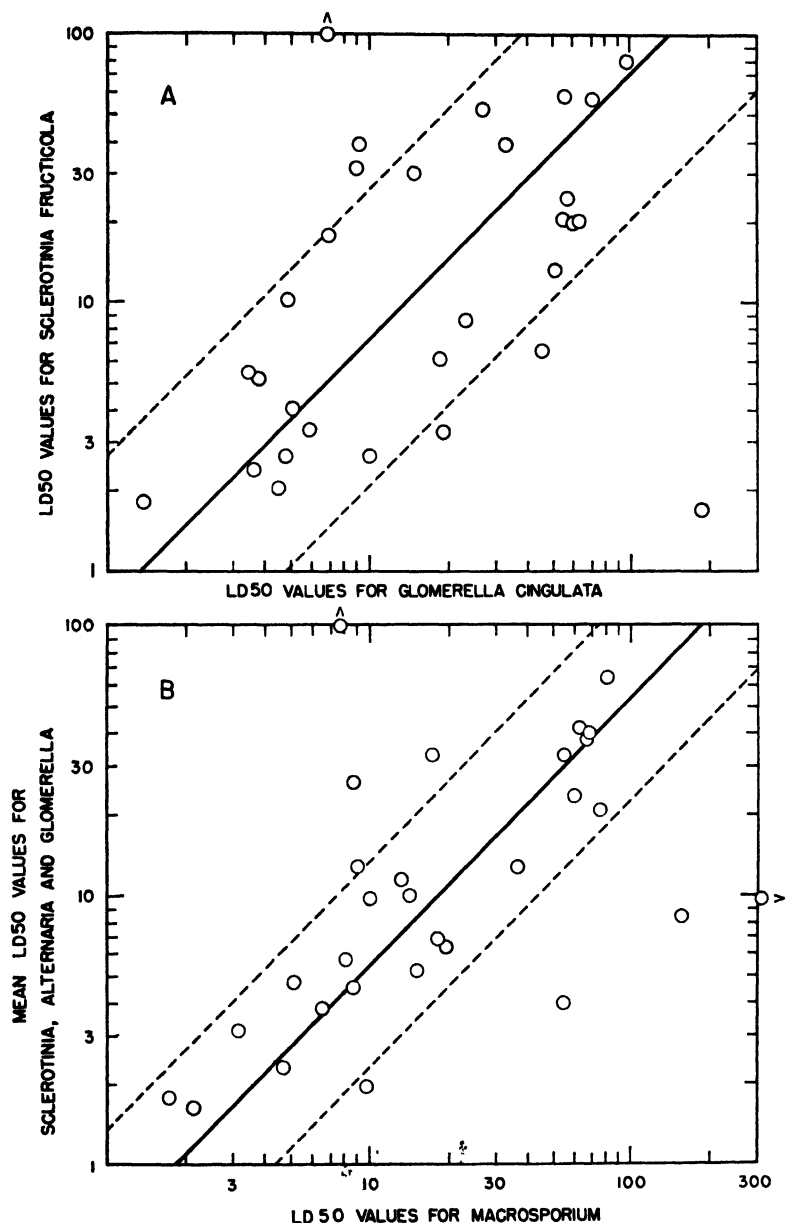 100
30
10
3
1
A
LD50 VALUES FOR SCLEROTINIA FRUCTICOLA
LD50 VALUES FOR GLOMERELLA CINGULATA
100
30
10
3
1
B
MEAN LD50 VALUES FOR
SCLEROTINIA, ALTERNARIA AND GLOMERELLA
3 10 30 100 300
LD50 VALUES FOR MACROSPORIUM